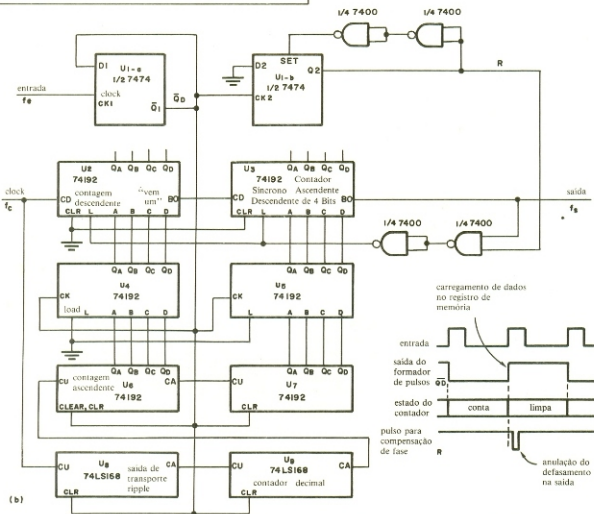 1/4 7400 1/4 7400
D1 U1-a
1/2 7474
clock
CK1 Q̅1 Q̅D
entrada
fe
SET
D2 Q2
U1-b
1/2 7474
CK2
R
QA QB QC QD
U2
74192
contagem
descendente
"vem
um"
CD BO
CLR L A B C D
clock
fc
QA QB QC QD
U3
74192 Contador
Síncrono Ascendente
Descendente de 4 Bits
CD BO
CLR L A B C D
saída
fs
1/4 7400 1/4 7400
QA QB QC QD
U4
74192
CK
load L A B C D
QA QB QC QD
U5
74192
CK
L A B C D
QA QB QC QD
contagem
ascendente
U6
74192
CU CA
CLEAR, CLR
QA QB QC QD
CU U7
74192
CLR
U8
74LS168
saída de
transporte
ripple
CU CA
CLR
U9
74LS168
contador decimal
CU CA
CLR
(b)
carregamento de dados
no registro de
memória
entrada
saída do
formador
de pulsos Q̅D
estado do
contador
conta limpa
pulso para
compensação
de fase R
anulação do
defasamento
na saída